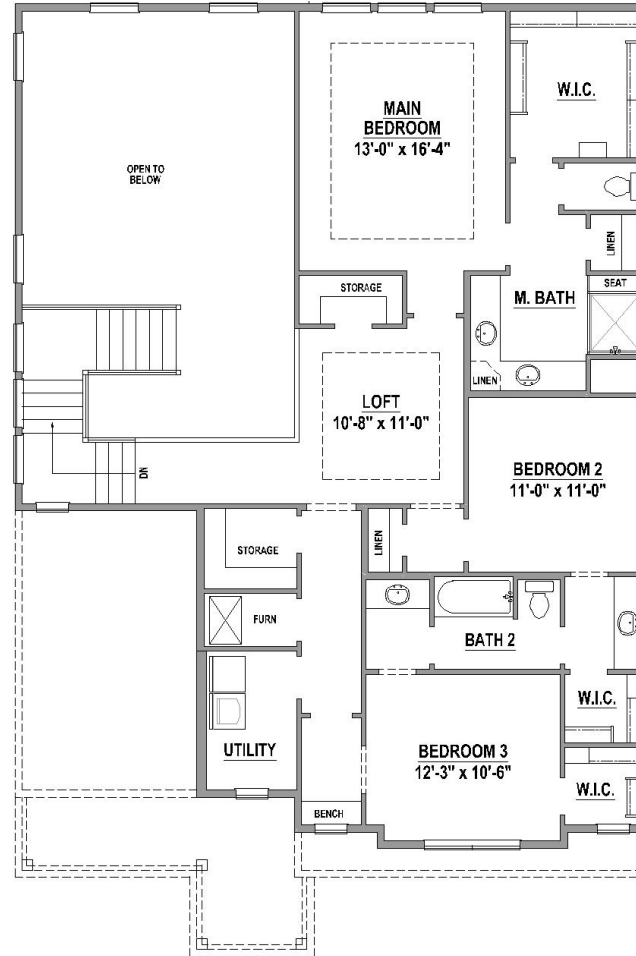 MAIN
BEDROOM
13'-0" x 16'-4"
W.I.C.
OPEN TO
BELOW
LINEN
STORAGE
SEAT
M. BATH
LINEN
LOFT
10'-8" x 11'-0"
DN
BEDROOM 2
11'-0" x 11'-0"
STORAGE
LINEN
FURN
BATH 2
W.I.C.
UTILITY
BEDROOM 3
12'-3" x 10'-6"
W.I.C.
BENCH